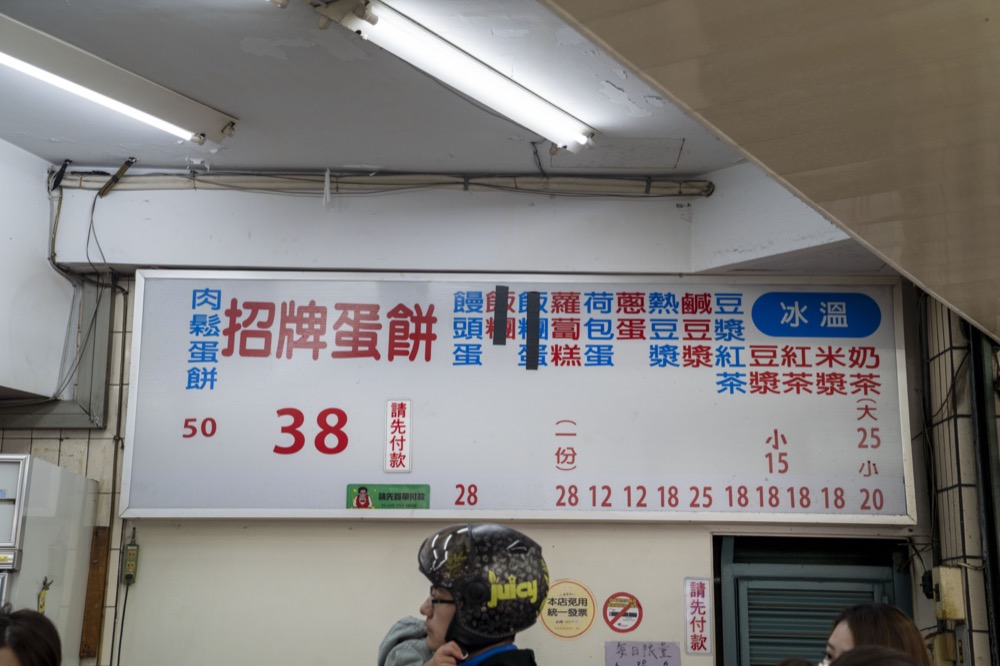 肉鬆蛋餅
50
招牌蛋餅
38
請先付款
饅頭蛋
28
飯糰
飯糰蛋
蘿蔔糕
(一份)
28
荷包蛋
12
蔥蛋
12
熱豆漿
18
鹹豆漿
25
豆漿紅茶
18
冰溫
豆漿
小
15
18
紅茶
18
米漿
18
奶茶
(大
25
小
20
juicy
本店免用
統一發票
請先付款
每日限量